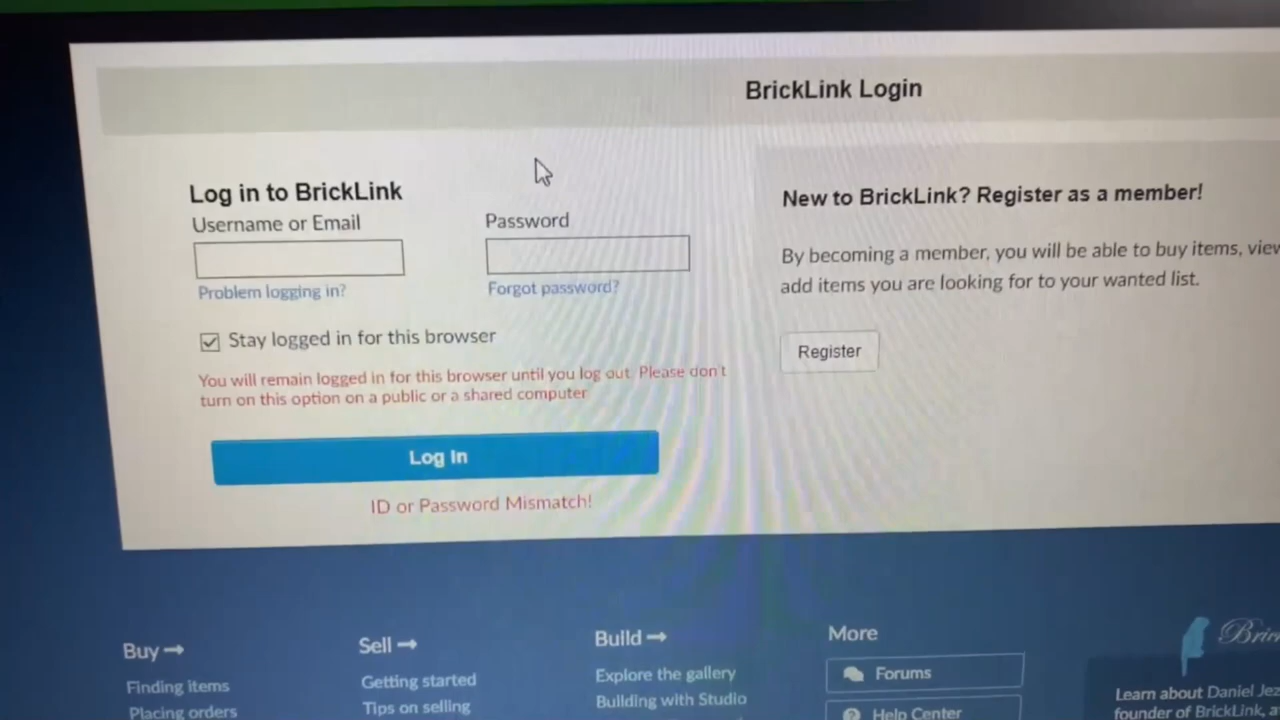 BrickLink Login
Log in to BrickLink
Username or Email
Password
Problem logging in?
Forgot password?
Stay logged in for this browser
You will remain logged in for this browser until you log out. Please don't
turn on this option on a public or a shared computer
Log In
ID or Password Mismatch!
New to BrickLink? Register as a member!
By becoming a member, you will be able to buy items, view
add items you are looking for to your wanted list.
Register
Buy →
Finding items
Placing orders
Sell →
Getting started
Tips on selling
Build →
Explore the gallery
Building with Studio
More
Forums
Help Center
Learn about Daniel
founder of BrickLink,